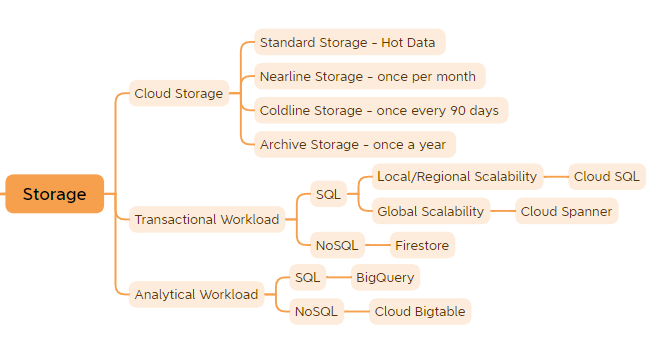 Storage
Cloud Storage
Standard Storage - Hot Data
Nearline Storage - once per month
Coldline Storage - once every 90 days
Archive Storage - once a year
Transactional Workload
SQL
Local/Regional Scalability
Cloud SQL
Global Scalability
Cloud Spanner
NoSQL
Firestore
Analytical Workload
SQL
BigQuery
NoSQL
Cloud Bigtable